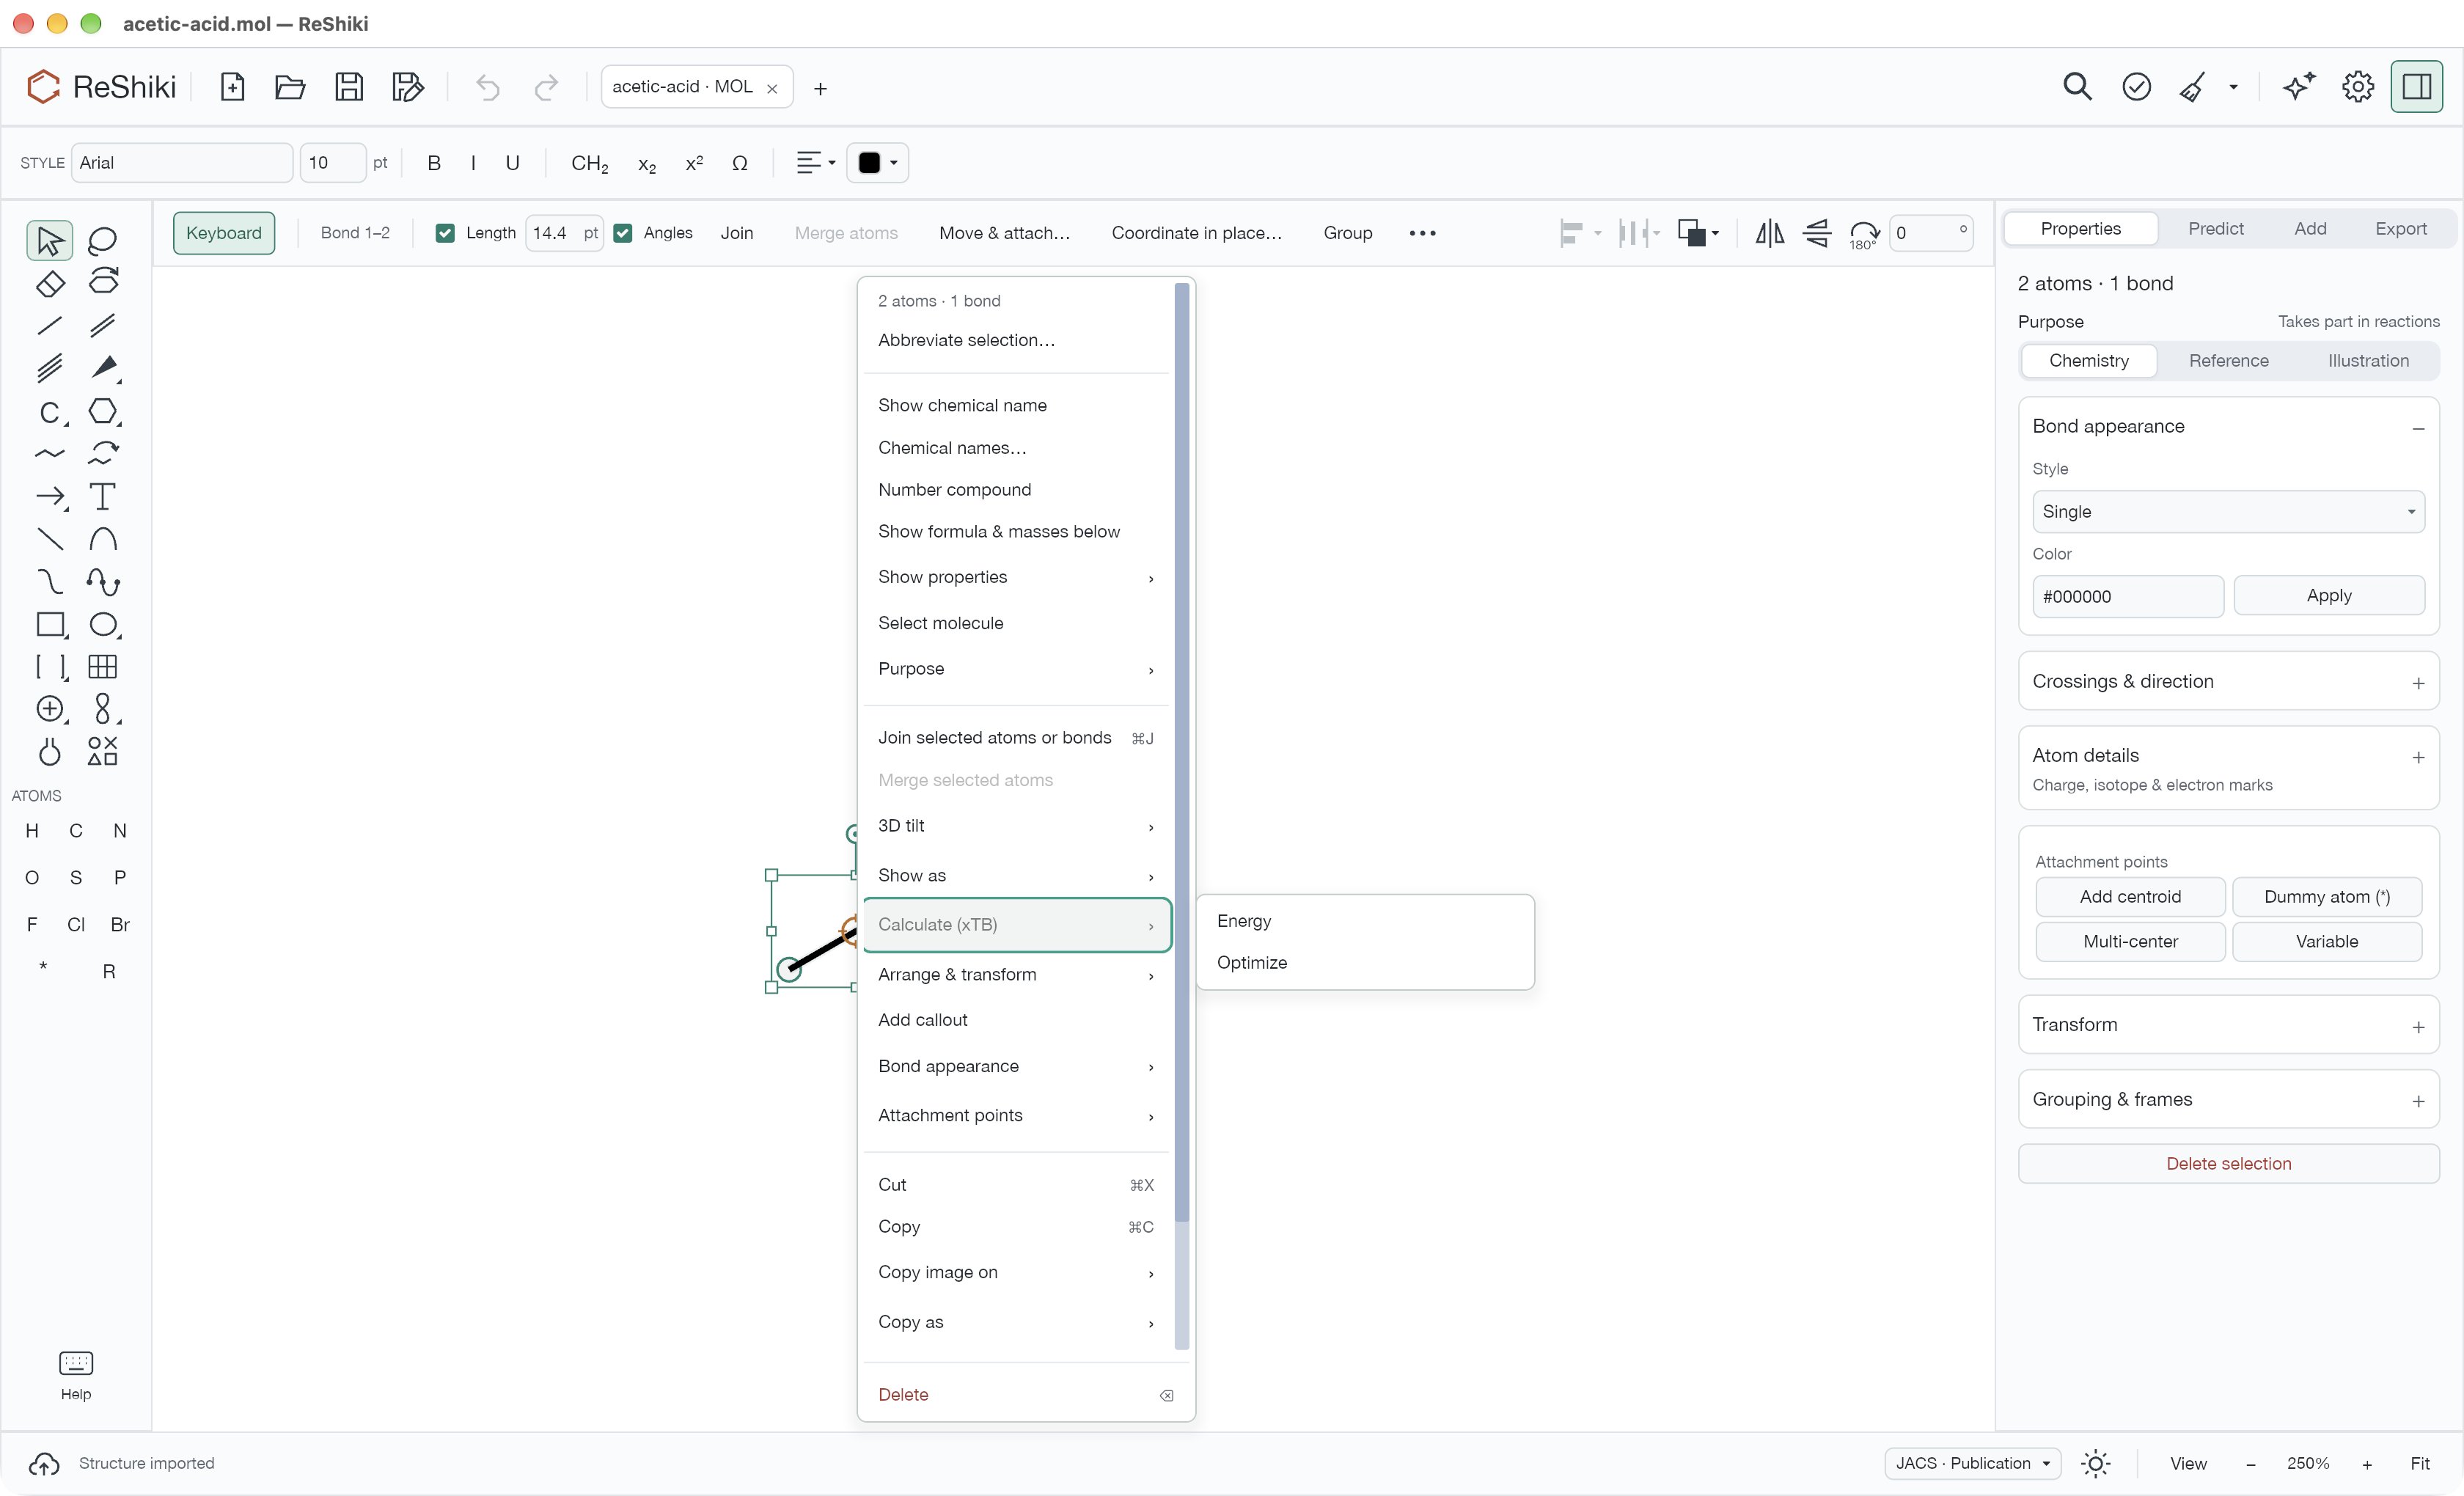 acetic-acid.mol — ReShiki
ReShiki
acetic-acid · MOL × +
STYLE Arial 10 pt B I U CH₂ x₂ x² Ω
Keyboard Bond 1–2 Length 14.4 pt Angles Join Merge atoms Move & attach… Coordinate in place… Group ••• 180° 0 °
C
T
ATOMS
H C N
O S P
F Cl Br
* R
Help
2 atoms · 1 bond
Abbreviate selection…
Show chemical name
Chemical names…
Number compound
Show formula & masses below
Show properties ›
Select molecule
Purpose ›
Join selected atoms or bonds ⌘J
Merge selected atoms
3D tilt ›
Show as ›
Calculate (xTB) ›
Arrange & transform ›
Add callout
Bond appearance ›
Attachment points ›
Cut ⌘X
Copy ⌘C
Copy image on ›
Copy as ›
Delete ⌫
Energy
Optimize
Properties Predict Add Export
2 atoms · 1 bond
Purpose Takes part in reactions
Chemistry Reference Illustration
Bond appearance −
Style
Single
Color
#000000 Apply
Crossings & direction +
Atom details +
Charge, isotope & electron marks
Attachment points
Add centroid Dummy atom (*)
Multi-center Variable
Transform +
Grouping & frames +
Delete selection
Structure imported
JACS · Publication View − 250% + Fit